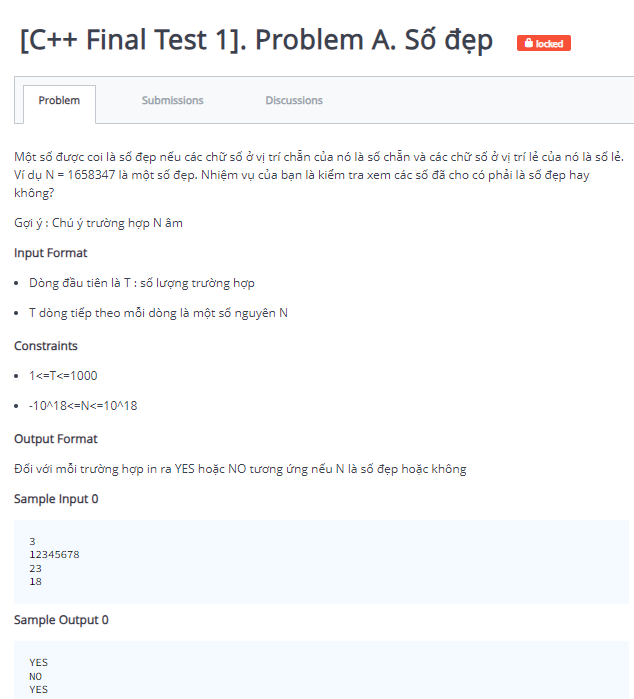 [C++ Final Test 1]. Problem A. Số đẹp locked
Problem Submissions Discussions
Một số được coi là số đẹp nếu các chữ số ở vị trí chẵn của nó là số chẵn và các chữ số ở vị trí lẻ của nó là số lẻ.
Ví dụ N = 1658347 là một số đẹp. Nhiệm vụ của bạn là kiểm tra xem các số đã cho có phải là số đẹp hay
không?
Gợi ý : Chú ý trường hợp N âm
Input Format
• Dòng đầu tiên là T : số lượng trường hợp
• T dòng tiếp theo mỗi dòng là một số nguyên N
Constraints
• 1<=T<=1000
• -10^18<=N<=10^18
Output Format
Đối với mỗi trường hợp in ra YES hoặc NO tương ứng nếu N là số đẹp hoặc không
Sample Input 0
3
12345678
23
18
Sample Output 0
YES
NO
YES